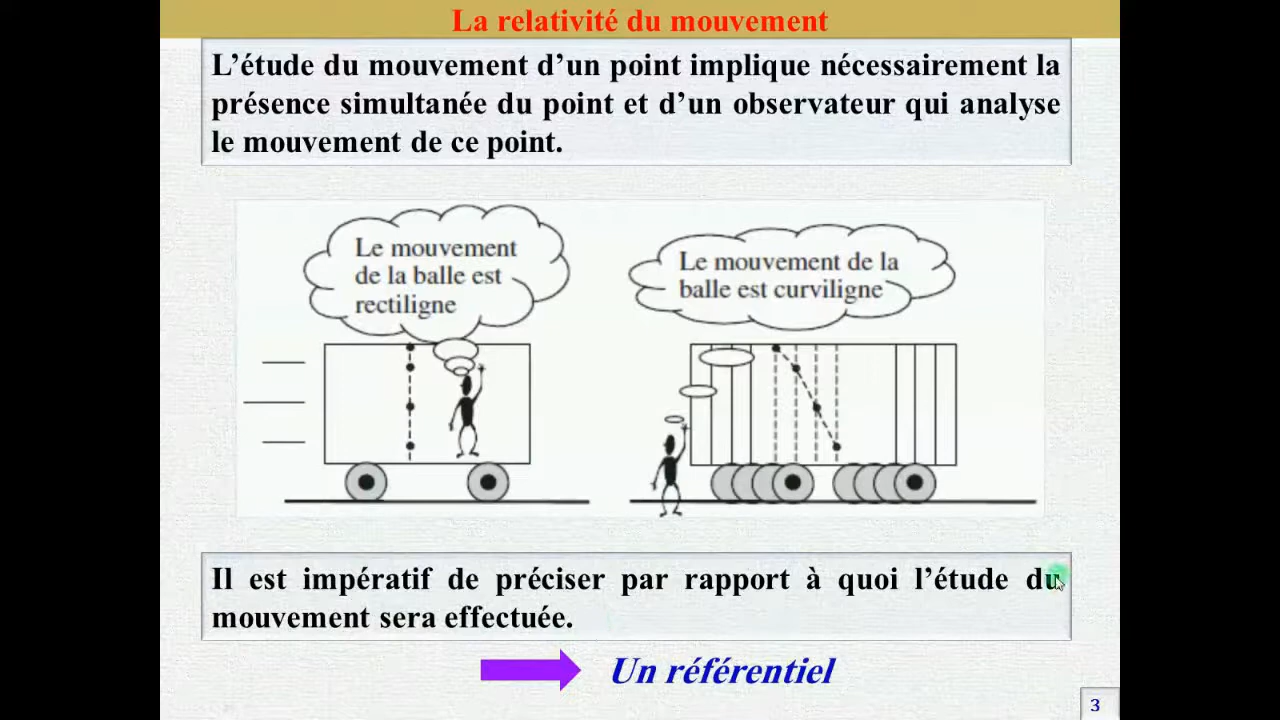 La relativité du mouvement
L’étude du mouvement d’un point implique nécessairement la
présence simultanée du point et d’un observateur qui analyse
le mouvement de ce point.
Le mouvement
de la balle est
rectiligne
Le mouvement de la
balle est curviligne
Il est impératif de préciser par rapport à quoi l’étude du
mouvement sera effectuée.
Un référentiel
3